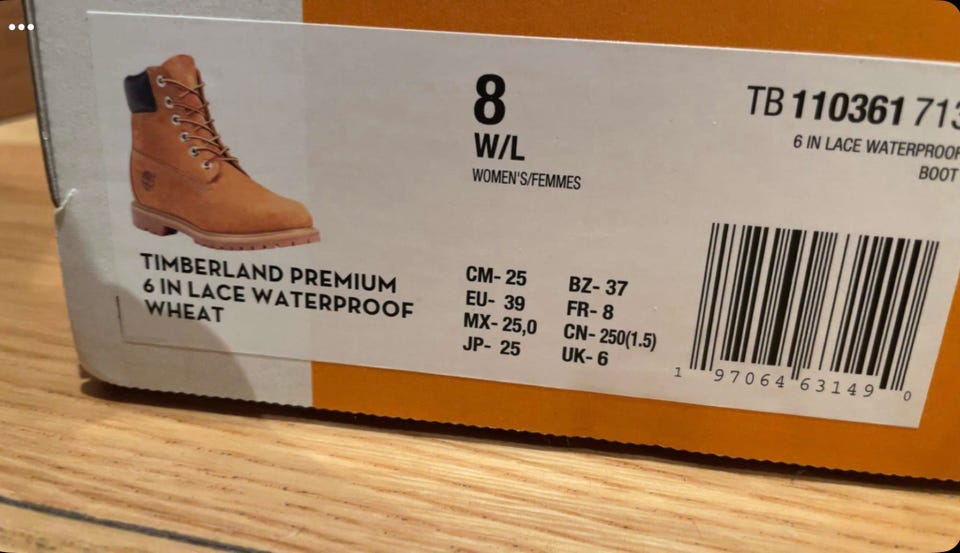 8
W/L
WOMEN'S/FEMMES
TB 110361 713
6 IN LACE WATERPROOF
BOOT
TIMBERLAND PREMIUM
6 IN LACE WATERPROOF
WHEAT
CM- 25
EU- 39
MX- 25,0
JP- 25
BZ- 37
FR- 8
CN- 250(1.5)
UK- 6
1 97064 63149 0